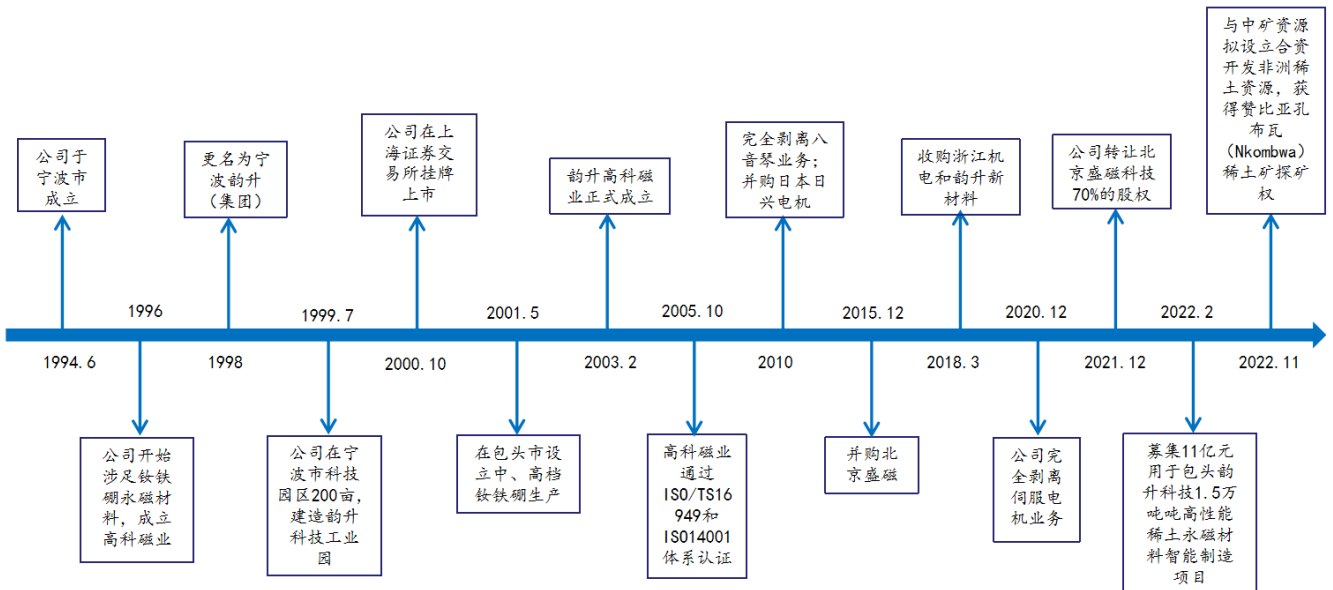 公司于
宁波市
成立
更名为宁
波韵升
(集团)
公司在上
海证券交
易所挂牌
上市
韵升高科磁
业正式成立
完全剥离八
音琴业务；
并购日本日
兴电机
收购浙江机
电和韵升新
材料
公司转让北
京盛磁科技
70%的股权
与中矿资源
拟设立合资
开发非洲稀
土资源，获
得赞比亚孔
布瓦
（Nkombwa）
稀土矿探矿
权
1996
1999.7
2001.5
2005.10
2015.12
2020.12
2022.2
1994.6
1998
2000.10
2003.2
2010
2018.3
2021.12
2022.11
公司开始
涉足钕铁
硼永磁材
料，成立
高科磁业
公司在宁
波市科技
园区200亩，
建造韵升
科技工业
园
在包头市设
立中、高档
钕铁硼生产
高科磁业
通过
ISO/TS16
949和
ISO14001
体系认证
并购北
京盛磁
公司完
全剥离
伺服电
机业务
募集11亿元
用于包头韵
升科技1.5万
吨吨高性能
稀土永磁材
料智能制造
项目